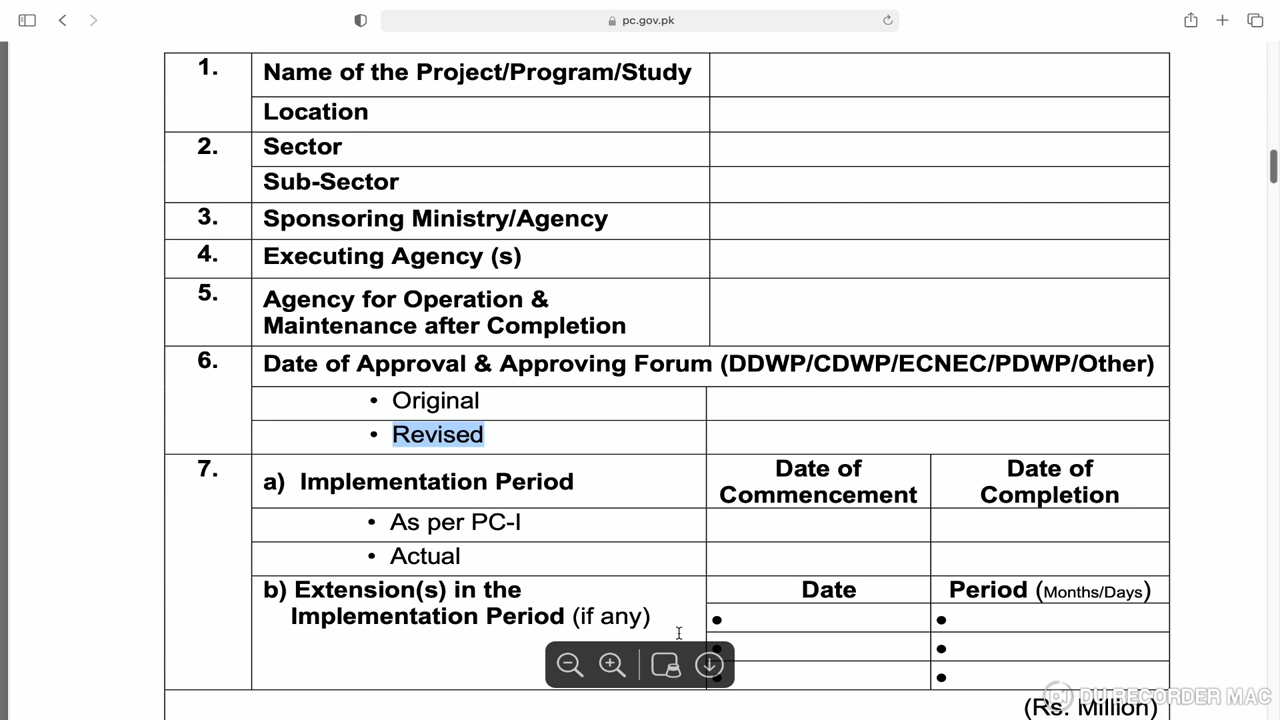 pc.gov.pk
1. Name of the Project/Program/Study
Location
2. Sector
Sub-Sector
3. Sponsoring Ministry/Agency
4. Executing Agency (s)
5. Agency for Operation &
Maintenance after Completion
6. Date of Approval & Approving Forum (DDWP/CDWP/ECNEC/PDWP/Other)
• Original
• Revised
7. a) Implementation Period Date of Commencement Date of Completion
• As per PC-I
• Actual
b) Extension(s) in the Date Period (Months/Days)
Implementation Period (if any)
(Rs. Million)
DU RECORDER MAC